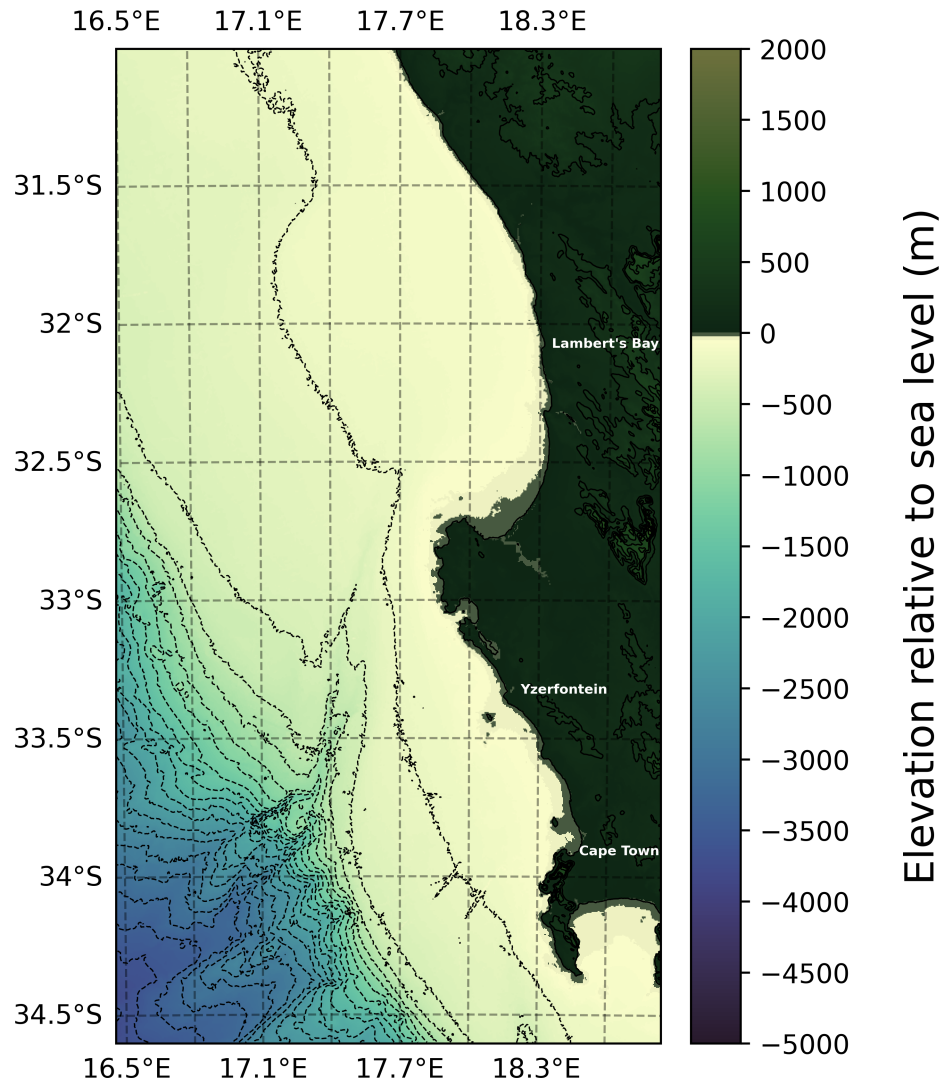 16.5°E 17.1°E 17.7°E 18.3°E
31.5°S
32°S
32.5°S
33°S
33.5°S
34°S
34.5°S
Lambert's Bay
Yzerfontein
Cape Town
16.5°E 17.1°E 17.7°E 18.3°E
2000
1500
1000
500
0
−500
−1000
−1500
−2000
−2500
−3000
−3500
−4000
−4500
−5000
Elevation relative to sea level (m)